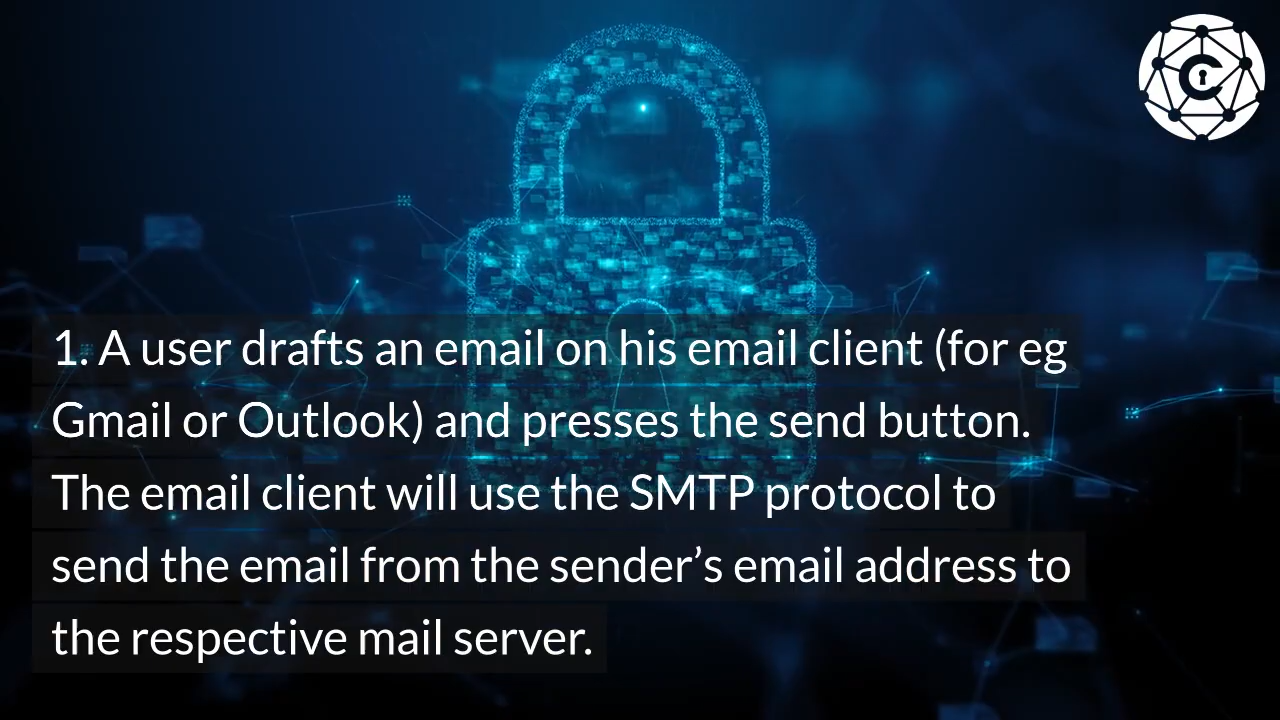 1. A user drafts an email on his email client (for eg
Gmail or Outlook) and presses the send button.
The email client will use the SMTP protocol to
send the email from the sender’s email address to
the respective mail server.